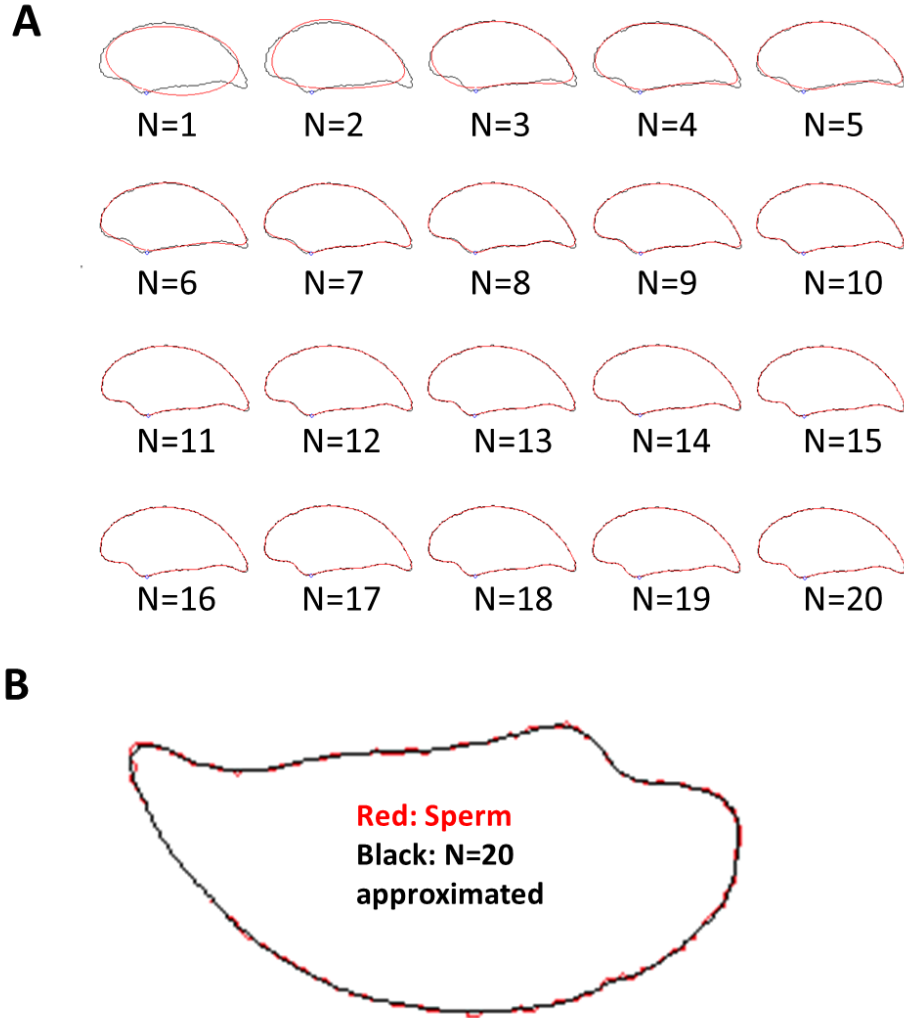 A
N=1 N=2 N=3 N=4 N=5
N=6 N=7 N=8 N=9 N=10
N=11 N=12 N=13 N=14 N=15
N=16 N=17 N=18 N=19 N=20
B
Red: Sperm
Black: N=20
approximated